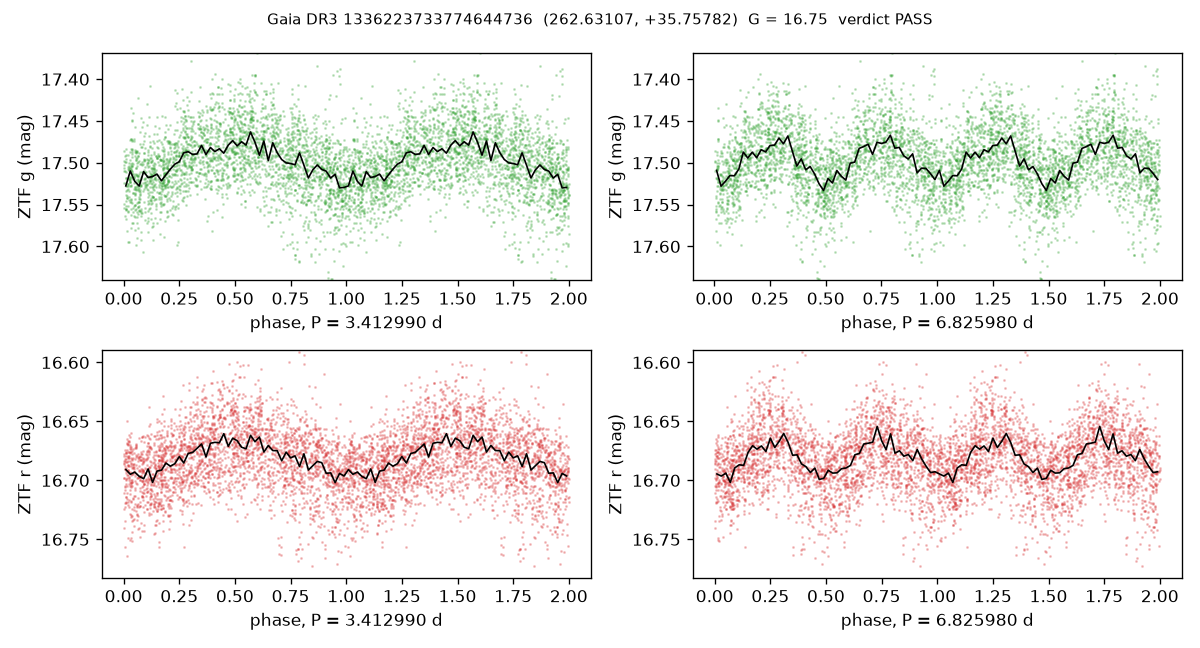 Gaia DR3 1336223733774644736  (262.63107, +35.75782)  G = 16.75  verdict PASS
ZTF g (mag)
17.40
17.45
17.50
17.55
17.60
0.00 0.25 0.50 0.75 1.00 1.25 1.50 1.75 2.00
phase, P = 3.412990 d
ZTF g (mag)
17.40
17.45
17.50
17.55
17.60
0.00 0.25 0.50 0.75 1.00 1.25 1.50 1.75 2.00
phase, P = 6.825980 d
ZTF r (mag)
16.60
16.65
16.70
16.75
0.00 0.25 0.50 0.75 1.00 1.25 1.50 1.75 2.00
phase, P = 3.412990 d
ZTF r (mag)
16.60
16.65
16.70
16.75
0.00 0.25 0.50 0.75 1.00 1.25 1.50 1.75 2.00
phase, P = 6.825980 d